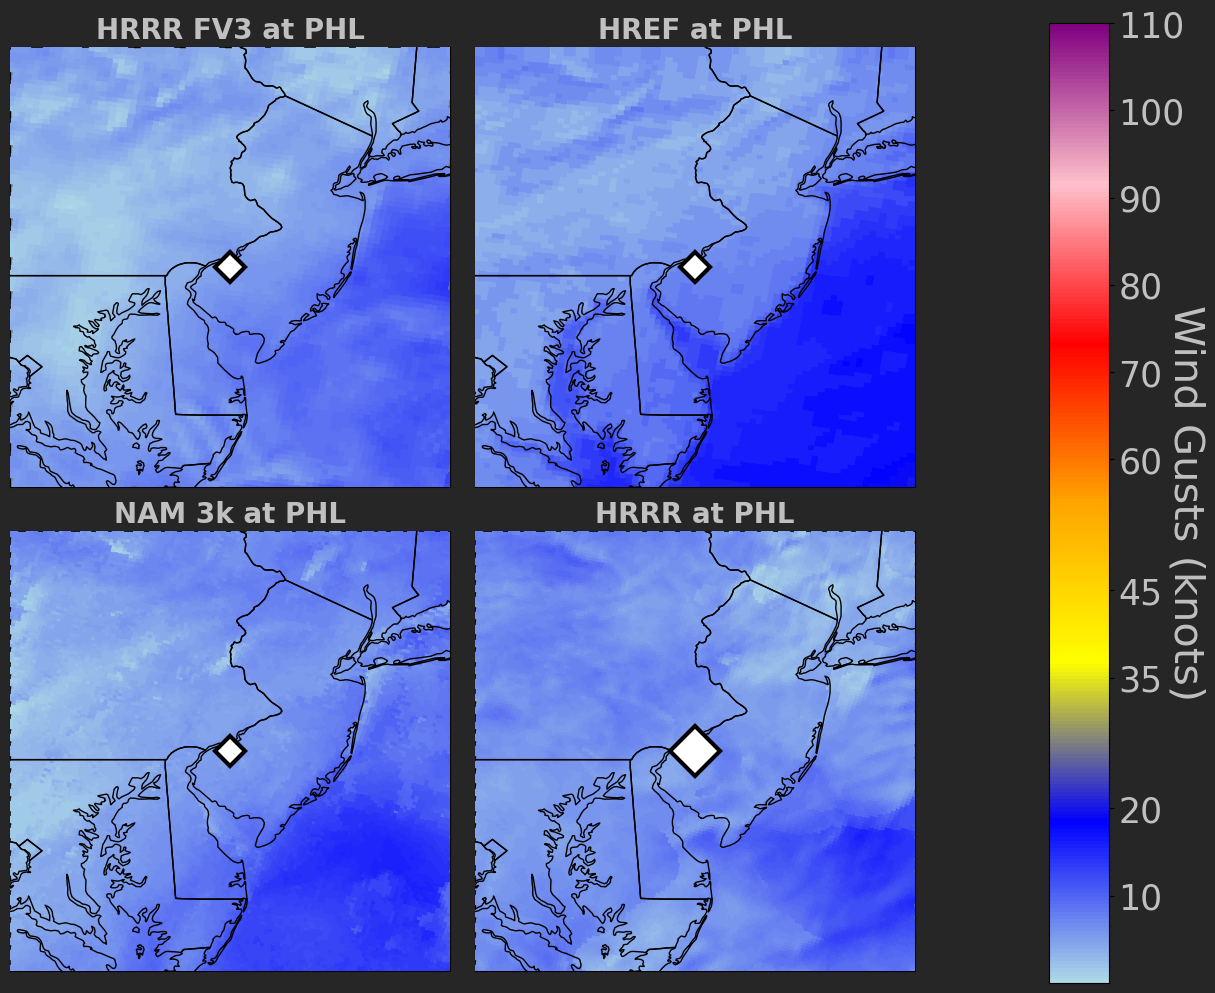 HRRR FV3 at PHL
HREF at PHL
NAM 3k at PHL
HRRR at PHL
110
100
90
80
70
60
45
35
20
10
Wind Gusts (knots)